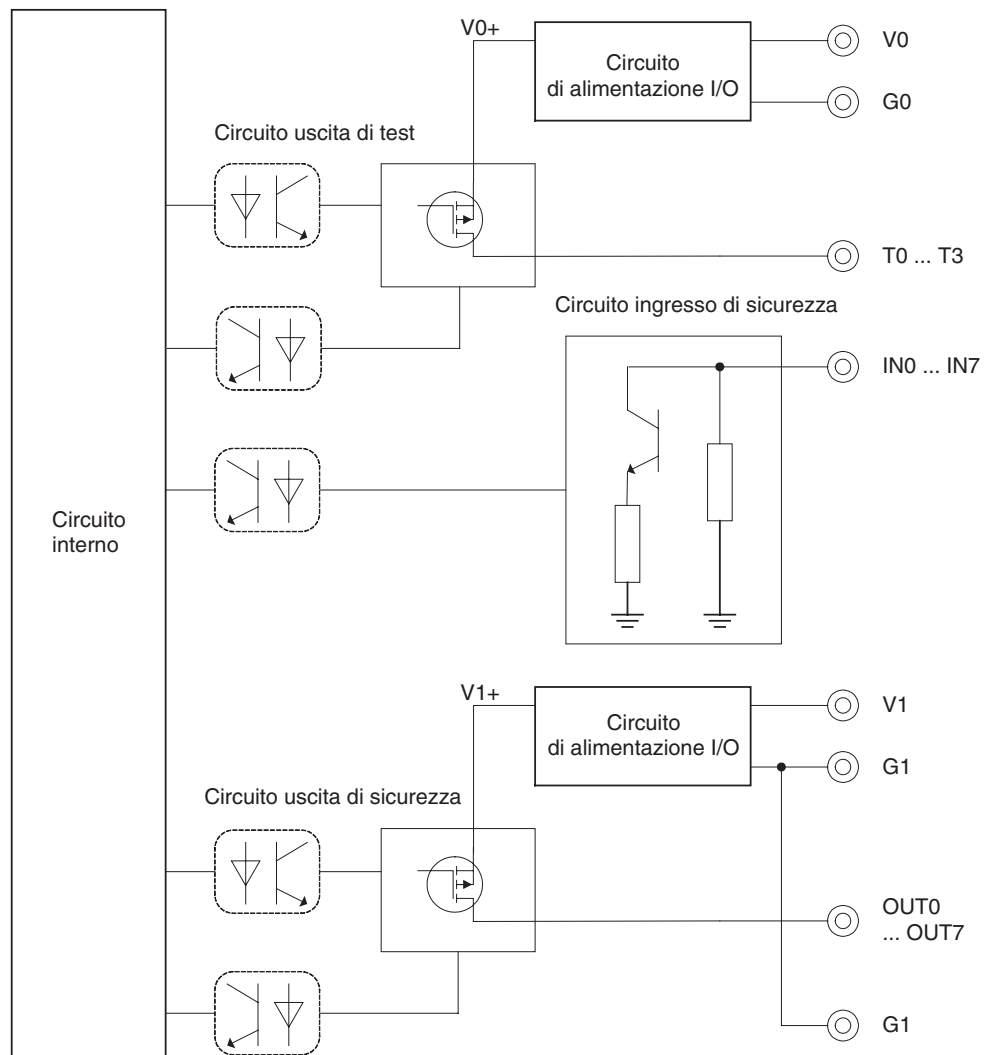 V0+
Circuito
di alimentazione I/O
V0
G0
Circuito uscita di test
T0 ... T3
Circuito ingresso di sicurezza
IN0 ... IN7
Circuito
interno
V1+
Circuito
di alimentazione I/O
V1
G1
Circuito uscita di sicurezza
OUT0
... OUT7
G1